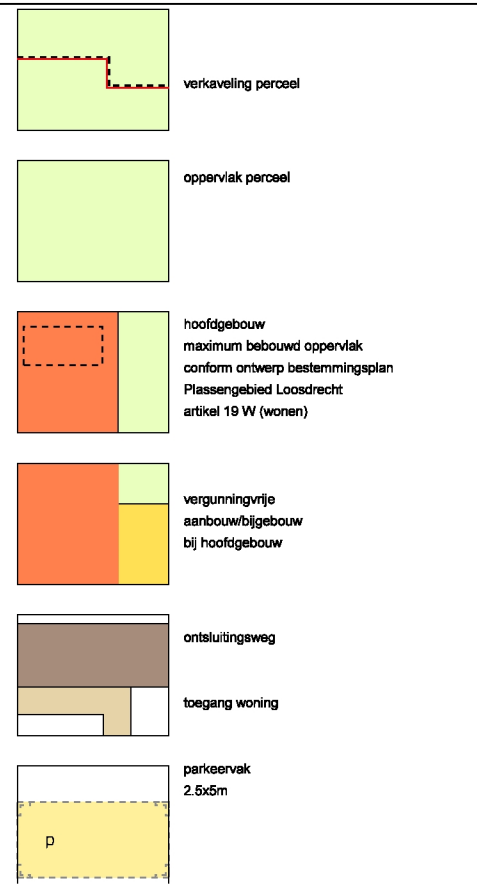 verkaveling perceel
oppervlak perceel
hoofdgebouw
maximum bebouwd oppervlak
conform ontwerp bestemmingsplan
Plassengebied Loosdrecht
artikel 19 W (wonen)
vergunningvrije
aanbouw/bijgebouw
bij hoofdgebouw
ontsluitingsweg
toegang woning
parkeervak
2.5x5m
p